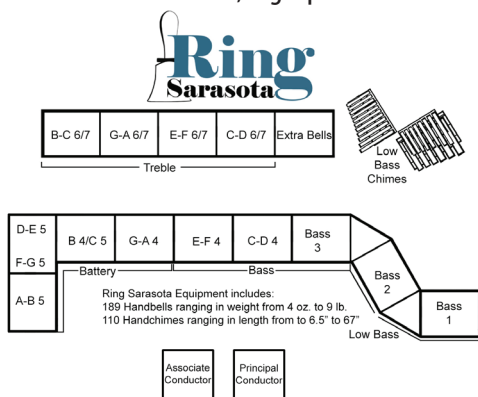 Ring
Sarasota
B-C 6/7
G-A 6/7
E-F 6/7
C-D 6/7
Extra Bells
Treble
Low
Bass
Chimes
D-E 5
F-G 5
A-B 5
B 4/C 5
G-A 4
E-F 4
C-D 4
Bass
3
Bass
2
Bass
1
Battery
Bass
Low Bass
Ring Sarasota Equipment includes:
189 Handbells ranging in weight from 4 oz. to 9 lb.
110 Handchimes ranging in length from to 6.5" to 67"
Associate
Conductor
Principal
Conductor